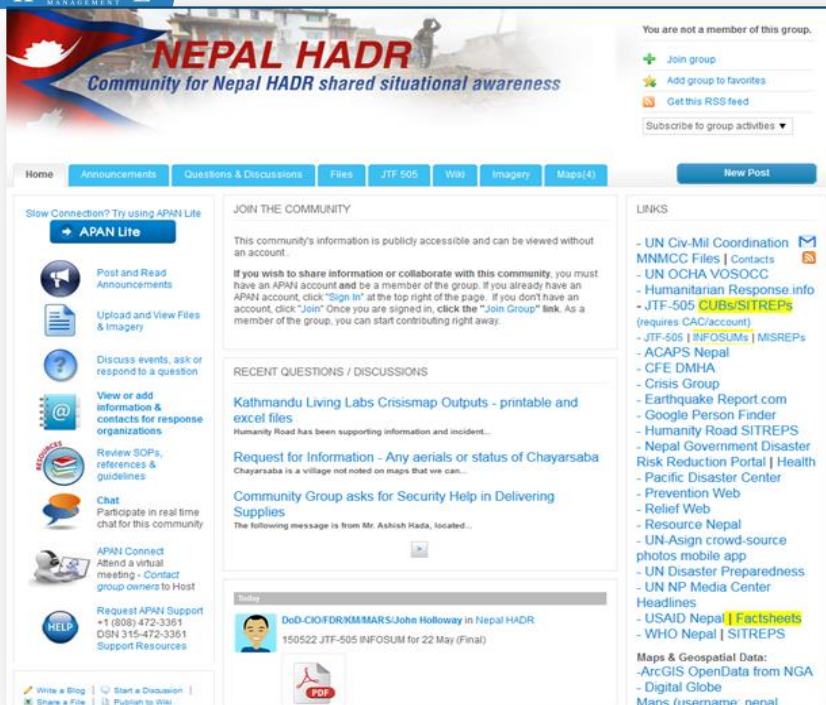 MANAGEMENT
NEPAL HADR
Community for Nepal HADR shared situational awareness
You are not a member of this group.
Join group
Add group to favorites
Get this RSS feed
Subscribe to group activities ▼
Home
Announcements
Questions & Discussions
Files
JTF 505
Wiki
Imagery
Maps(4)
New Post
Slow Connection? Try using APAN Lite
APAN Lite
Post and Read
Announcements
Upload and View Files
& Imagery
Discuss events, ask or
respond to a question
View or add
information &
contacts for response
organizations
RESOURCES
Review SOPs,
references &
guidelines
Chat
Participate in real time
chat for this community
APAN Connect
Attend a virtual
meeting - Contact
group owners to Host
HELP
Request APAN Support
+1 (808) 472-3361
DSN 315-472-3361
Support Resources
Write a Blog | Start a Discussion |
Share a File | Publish to Wiki
JOIN THE COMMUNITY
This community's information is publicly accessible and can be viewed without
an account .
If you wish to share information or collaborate with this community, you must
have an APAN account and be a member of the group. If you already have an
APAN account, click "Sign In" at the top right of the page. If you don't have an
account, click "Join" Once you are signed in, click the "Join Group" link. As a
member of the group, you can start contributing right away.
RECENT QUESTIONS / DISCUSSIONS
Kathmandu Living Labs Crisismap Outputs - printable and
excel files
Humanity Road has been supporting information and incident...
Request for Information - Any aerials or status of Chayarsaba
Chayarsaba is a village not noted on maps that we can...
Community Group asks for Security Help in Delivering
Supplies
The following message is from Mr. Ashish Hada, located...
Today
DoD-CIO/FDR/KM/MARS/John Holloway in Nepal HADR
150522 JTF-505 INFOSUM for 22 May (Final)
PDF
LINKS
- UN Civ-Mil Coordination
MNMCC Files | Contacts
- UN OCHA VOSOCC
- Humanitarian Response.info
- JTF-505 CUBs/SITREPs
(requires CAC/account)
- JTF-505 | INFOSUMs | MISREPs
- ACAPS Nepal
- CFE DMHA
- Crisis Group
- Earthquake Report.com
- Google Person Finder
- Humanity Road SITREPS
- Nepal Government Disaster
Risk Reduction Portal | Health
- Pacific Disaster Center
- Prevention Web
- Relief Web
- Resource Nepal
- UN-Asign crowd-source
photos mobile app
- UN Disaster Preparedness
- UN NP Media Center
Headlines
- USAID Nepal | Factsheets
- WHO Nepal | SITREPS
Maps & Geospatial Data:
-ArcGIS OpenData from NGA
- Digital Globe
Maps (username: nepal